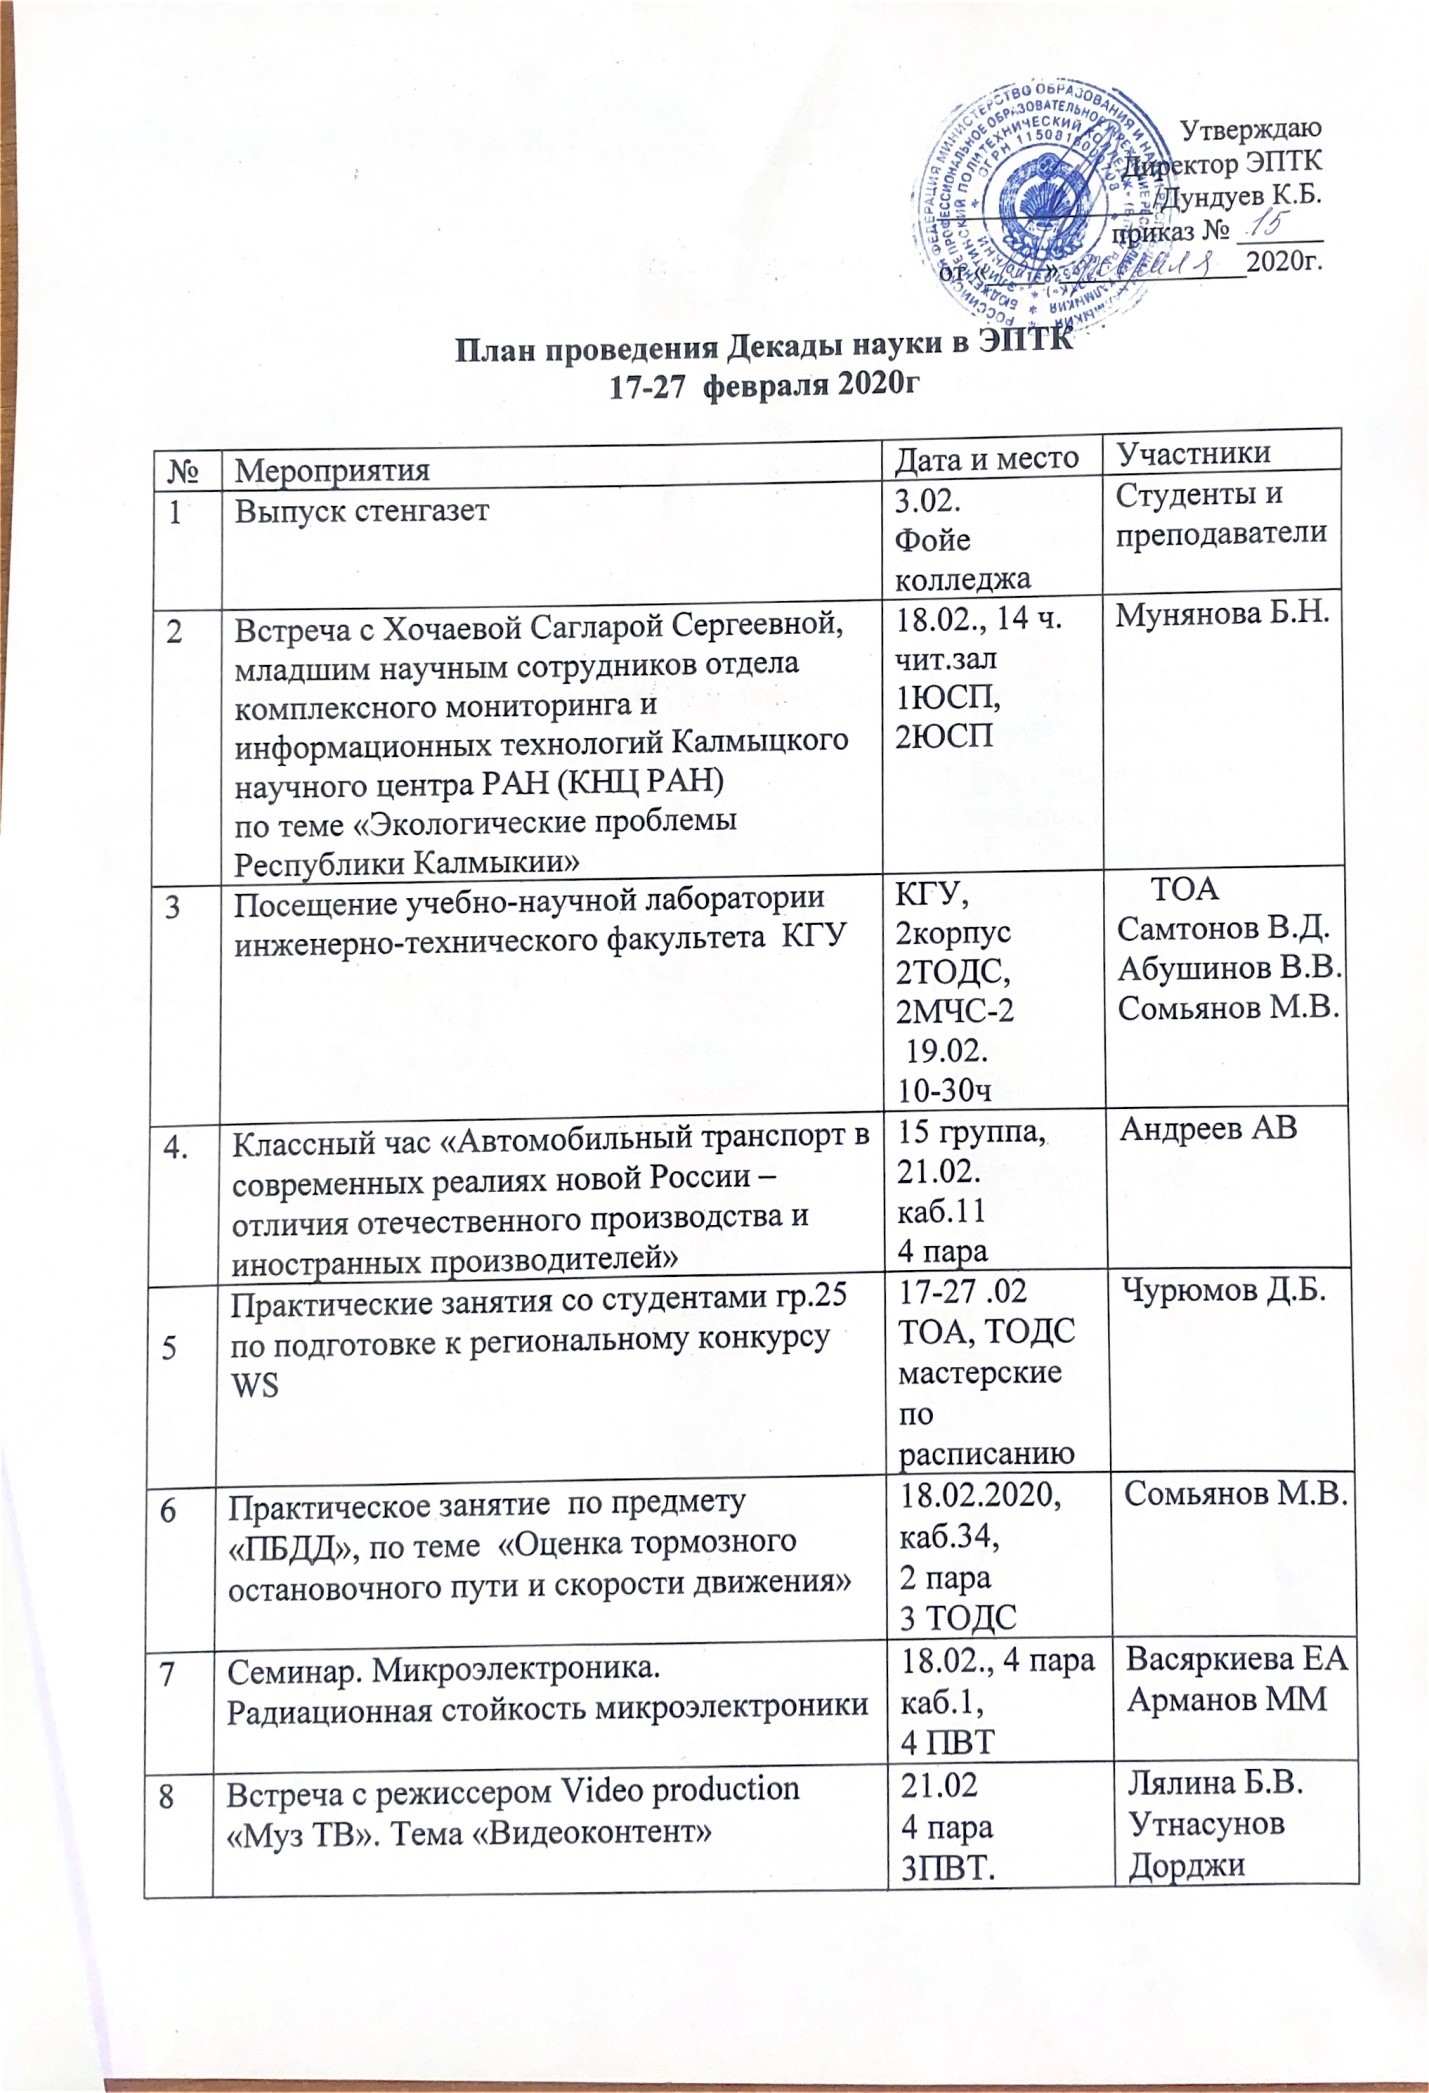 Утверждаю
Директор ЭПТК
/Дундуев К.Б.
приказ № 15
от « » февраля 2020г.
План проведения Декады науки в ЭПТК
17-27 февраля 2020г
№ Мероприятия Дата и место Участники
1 Выпуск стенгазет 3.02. Студенты и
Фойе преподаватели
колледжа
2 Встреча с Хочаевой Сагларой Сергеевной, 18.02., 14 ч. Мунянова Б.Н.
младшим научным сотрудников отдела чит.зал
комплексного мониторинга и 1ЮСП,
информационных технологий Калмыцкого 2ЮСП
научного центра РАН (КНЦ РАН)
по теме «Экологические проблемы
Республики Калмыкии»
3 Посещение учебно-научной лаборатории КГУ, ТОА
инженерно-технического факультета КГУ 2корпус Самтонов В.Д.
2ТОДС, Абушинов В.В.
2МЧС-2 Сомьянов М.В.
19.02.
10-30ч
4. Классный час «Автомобильный транспорт в 15 группа, Андреев АВ
современных реалиях новой России – 21.02.
отличия отечественного производства и каб.11
иностранных производителей» 4 пара
5 Практические занятия со студентами гр.25 17-27 .02 Чурюмов Д.Б.
по подготовке к региональному конкурсу ТОА, ТОДС
WS мастерские
по
расписанию
6 Практическое занятие по предмету 18.02.2020, Сомьянов М.В.
«ПБДД», по теме «Оценка тормозного каб.34,
остановочного пути и скорости движения» 2 пара
3 ТОДС
7 Семинар. Микроэлектроника. 18.02., 4 пара Васяркиева ЕА
Радиационная стойкость микроэлектроники каб.1, Арманов ММ
4 ПВТ
8 Встреча с режиссером Video production 21.02 Лялина Б.В.
«Муз ТВ». Тема «Видеоконтент» 4 пара Утнасунов
3ПВТ. Дорджи